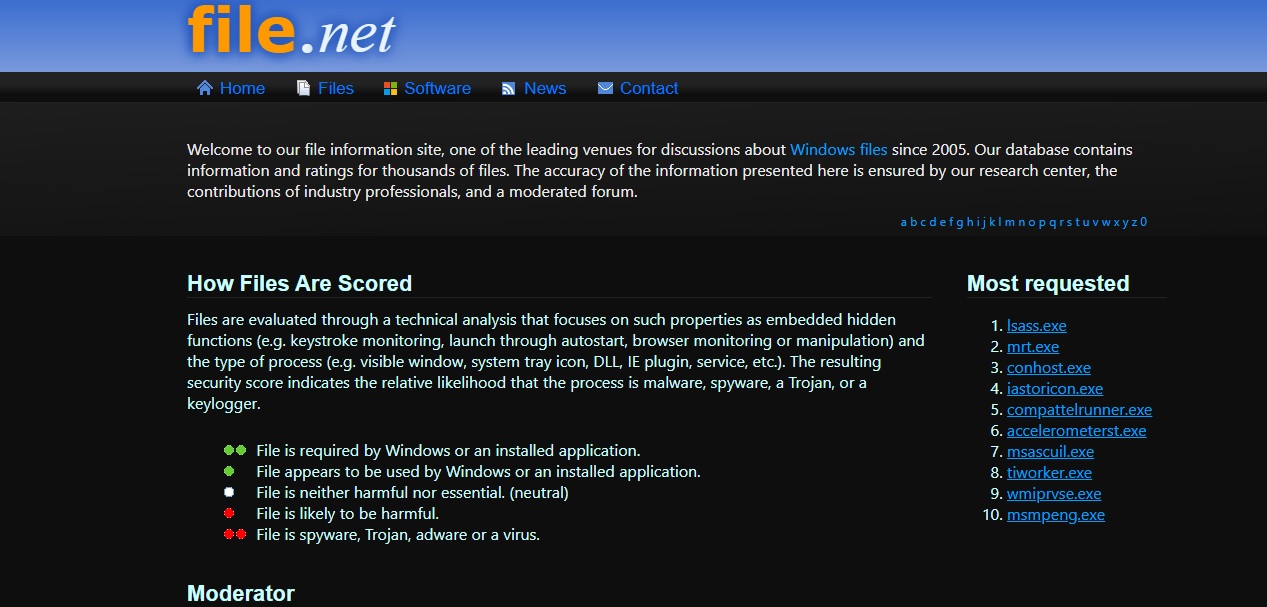 file.net
Home Files Software News Contact
Welcome to our file information site, one of the leading venues for discussions about Windows files since 2005. Our database contains
information and ratings for thousands of files. The accuracy of the information presented here is ensured by our research center, the
contributions of industry professionals, and a moderated forum.
a b c d e f g h i j k l m n o p q r s t u v w x y z 0
How Files Are Scored
Files are evaluated through a technical analysis that focuses on such properties as embedded hidden
functions (e.g. keystroke monitoring, launch through autostart, browser monitoring or manipulation) and
the type of process (e.g. visible window, system tray icon, DLL, IE plugin, service, etc.). The resulting
security score indicates the relative likelihood that the process is malware, spyware, a Trojan, or a
keylogger.
File is required by Windows or an installed application.
File appears to be used by Windows or an installed application.
File is neither harmful nor essential. (neutral)
File is likely to be harmful.
File is spyware, Trojan, adware or a virus.
Moderator
Most requested
1. lsass.exe
2. mrt.exe
3. conhost.exe
4. iastoricon.exe
5. compattelrunner.exe
6. accelerometerst.exe
7. msascuil.exe
8. tiworker.exe
9. wmiprvse.exe
10. msmpeng.exe